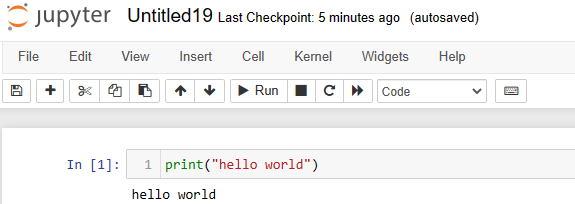 jupyter Untitled19 Last Checkpoint: 5 minutes ago (autosaved)
File Edit View Insert Cell Kernel Widgets Help
Run Code
In [1]: 1 print("hello world")
hello world